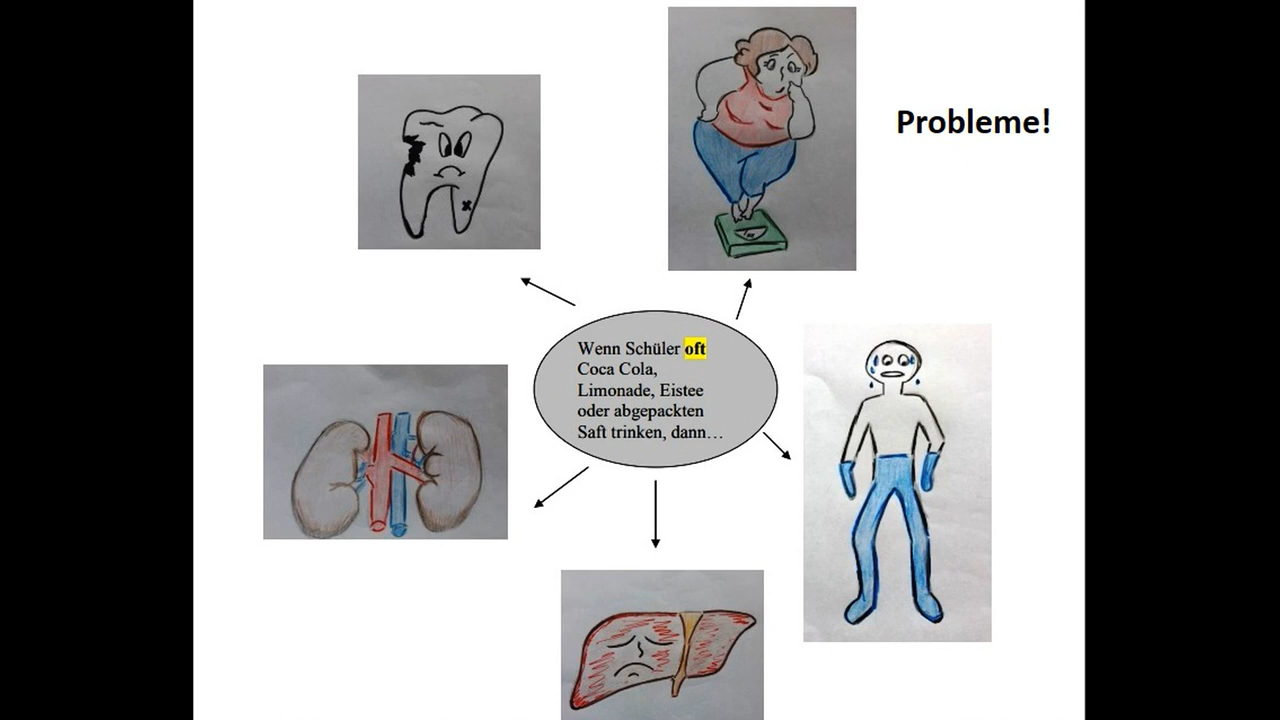 Probleme!
Wenn Schüler oft
Coca Cola,
Limonade, Eistee
oder abgepackten
Saft trinken, dann…